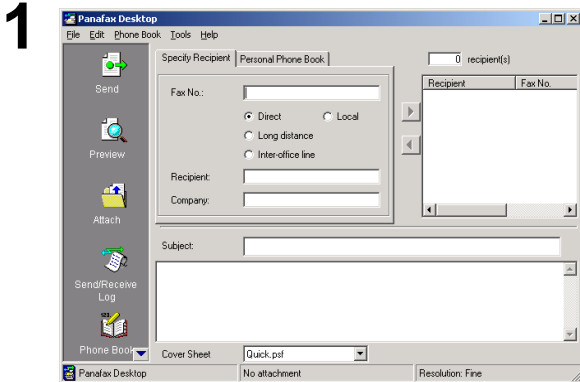 1
Panafax Desktop
File Edit Phone Book Tools Help
Send
Preview
Attach
Send/Receive
Log
Phone Book
Specify Recipient Personal Phone Book
Fax No.:
Direct Local
Long distance
Inter-office line
Recipient:
Company:
0 recipient(s)
Recipient Fax No.
Subject:
Cover Sheet Quick.psf
Panafax Desktop No attachment Resolution: Fine